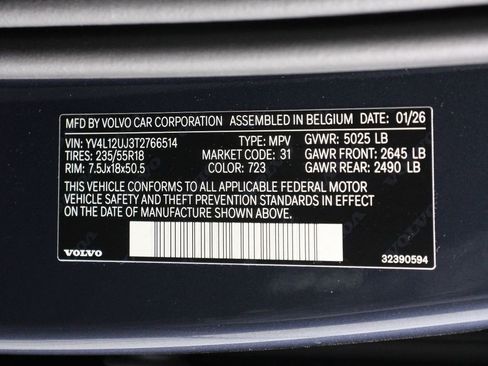 MFD BY VOLVO CAR CORPORATION ASSEMBLED IN BELGIUM DATE: 01/26
VIN: YV4L12UJ3T2766514 TYPE: MPV GVWR: 5025 LB
TIRES: 235/55R18 MARKET CODE: 31 GAWR FRONT: 2645 LB
RIM: 7.5Jx18x50.5 COLOR: 723 GAWR REAR: 2490 LB
THIS VEHICLE CONFORMS TO ALL APPLICABLE FEDERAL MOTOR
VEHICLE SAFETY AND THEFT PREVENTION STANDARDS IN EFFECT
ON THE DATE OF MANUFACTURE SHOWN ABOVE.
VOLVO 32390594